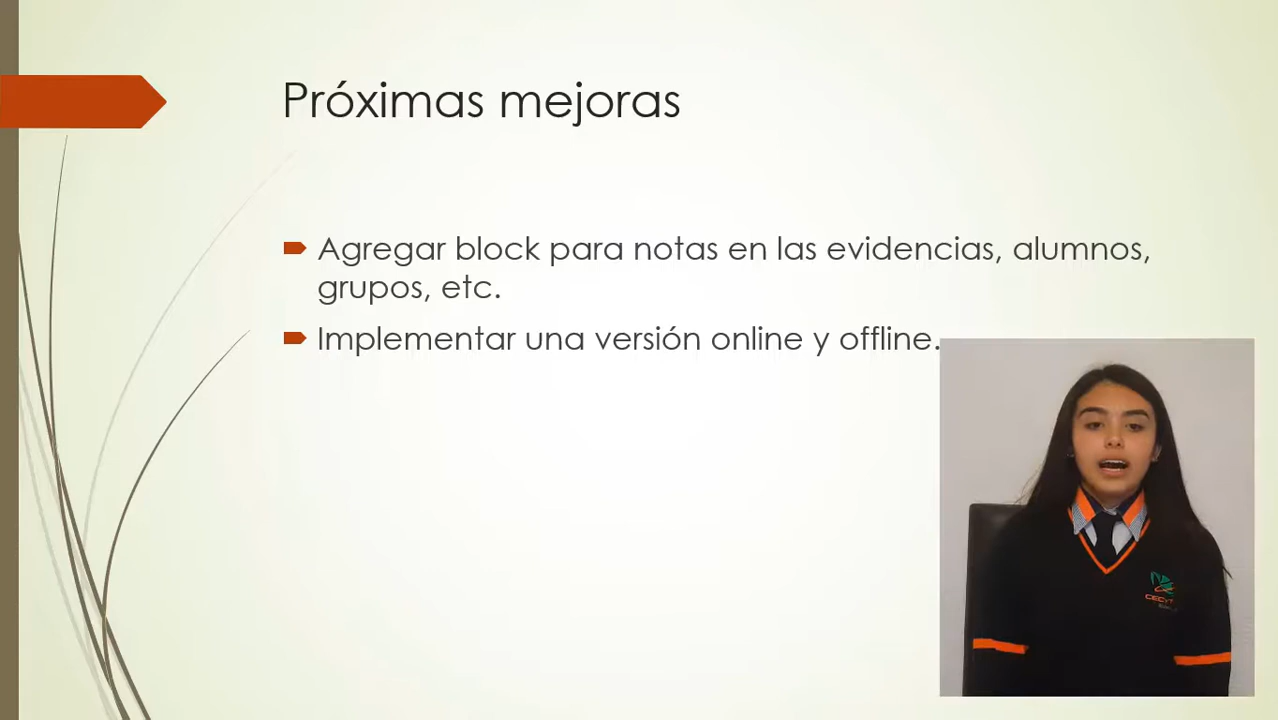 Próximas mejoras
Agregar block para notas en las evidencias, alumnos,
grupos, etc.
Implementar una versión online y offline.